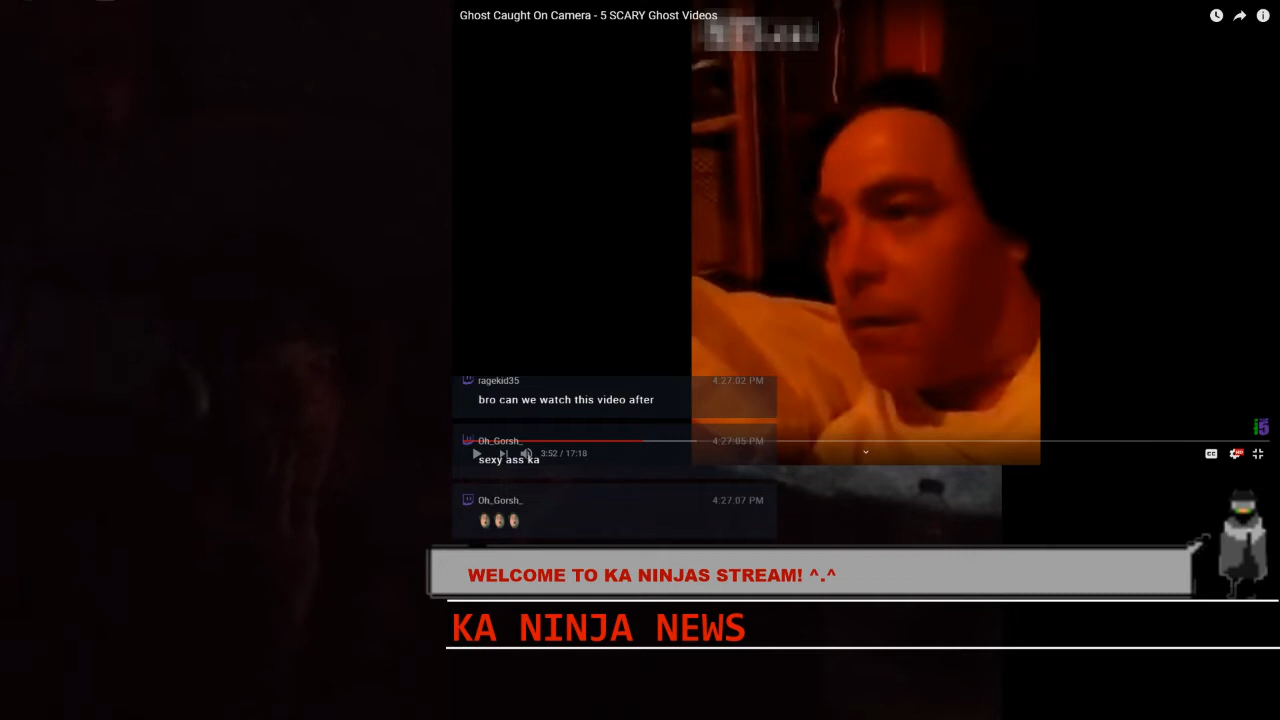 Ghost Caught On Camera - 5 SCARY Ghost Videos
ragekid35 4:27:02 PM
bro can we watch this video after
Oh_Gorsh_ 4:27:05 PM
3:52 / 17:18
CC
HD
sexy ass ka
Oh_Gorsh_ 4:27:07 PM
WELCOME TO KA NINJAS STREAM! ^.^
KA NINJA NEWS